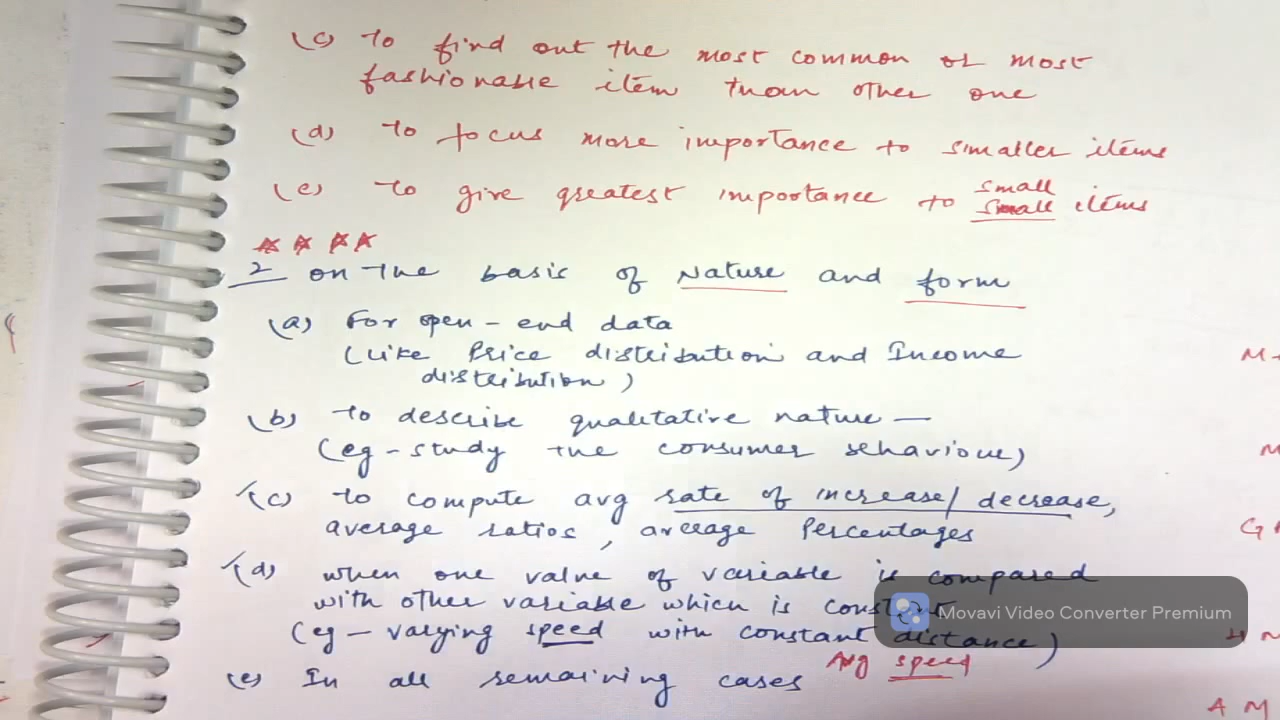 (c) To find out the most common or most
fashionable item than other one
(d) To focus more importance to smaller items
(e) To give greatest importance to small items
2 on the basic of Nature and form
(a) For open-end data
(Like Price distribution and Income
distribution)
M
(b) To describe qualitative nature —
(eg - study the consumer behaviour)
M
(c) To compute avg rate of increase/decrease,
average ratios, average Percentages
G
(d) when one value of variable is compared
with other variable which is constant
Movavi Video Converter Premium
(eg - varying speed with constant distance)
H M
Avg speed
(e) In all remaining cases
A M